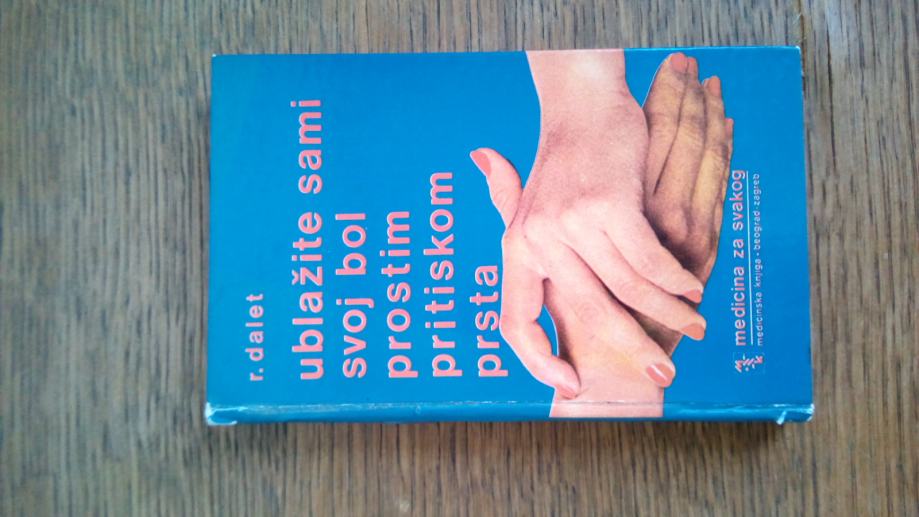 r. dalet
ublažite sami
svoj bol
prostim
pritiskom
prsta
medicina za svakog
medicinska knjiga • beograd - zagreb